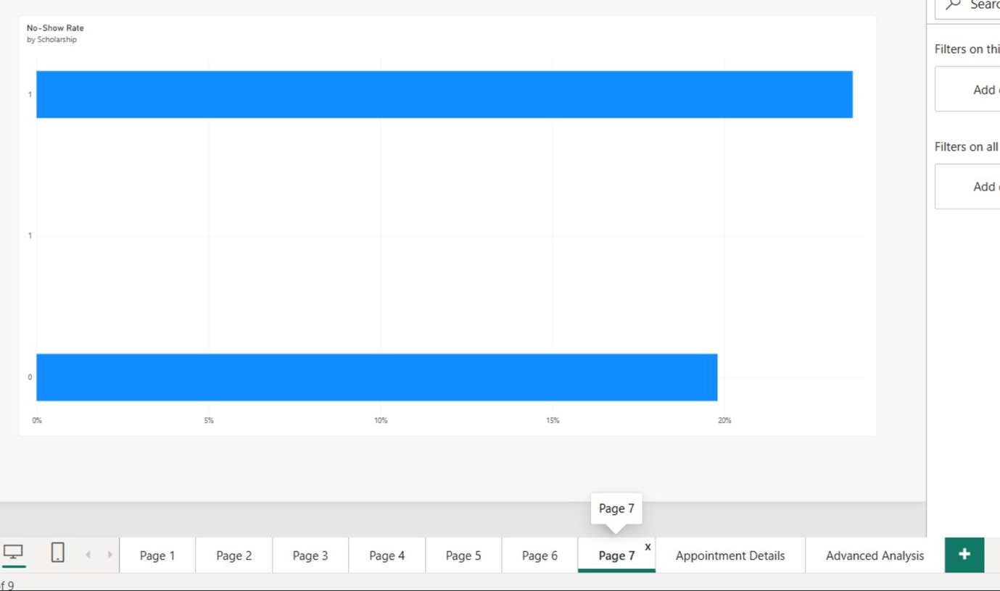 Sear
No-Show Rate
by Scholarship
Filters on thi
Add
1
Filters on all
Add
1
0
0%
5%
10%
15%
20%
Page 7
Page 1
Page 2
Page 3
Page 4
Page 5
Page 6
Page 7
x
Appointment Details
Advanced Analysis
+
f 9